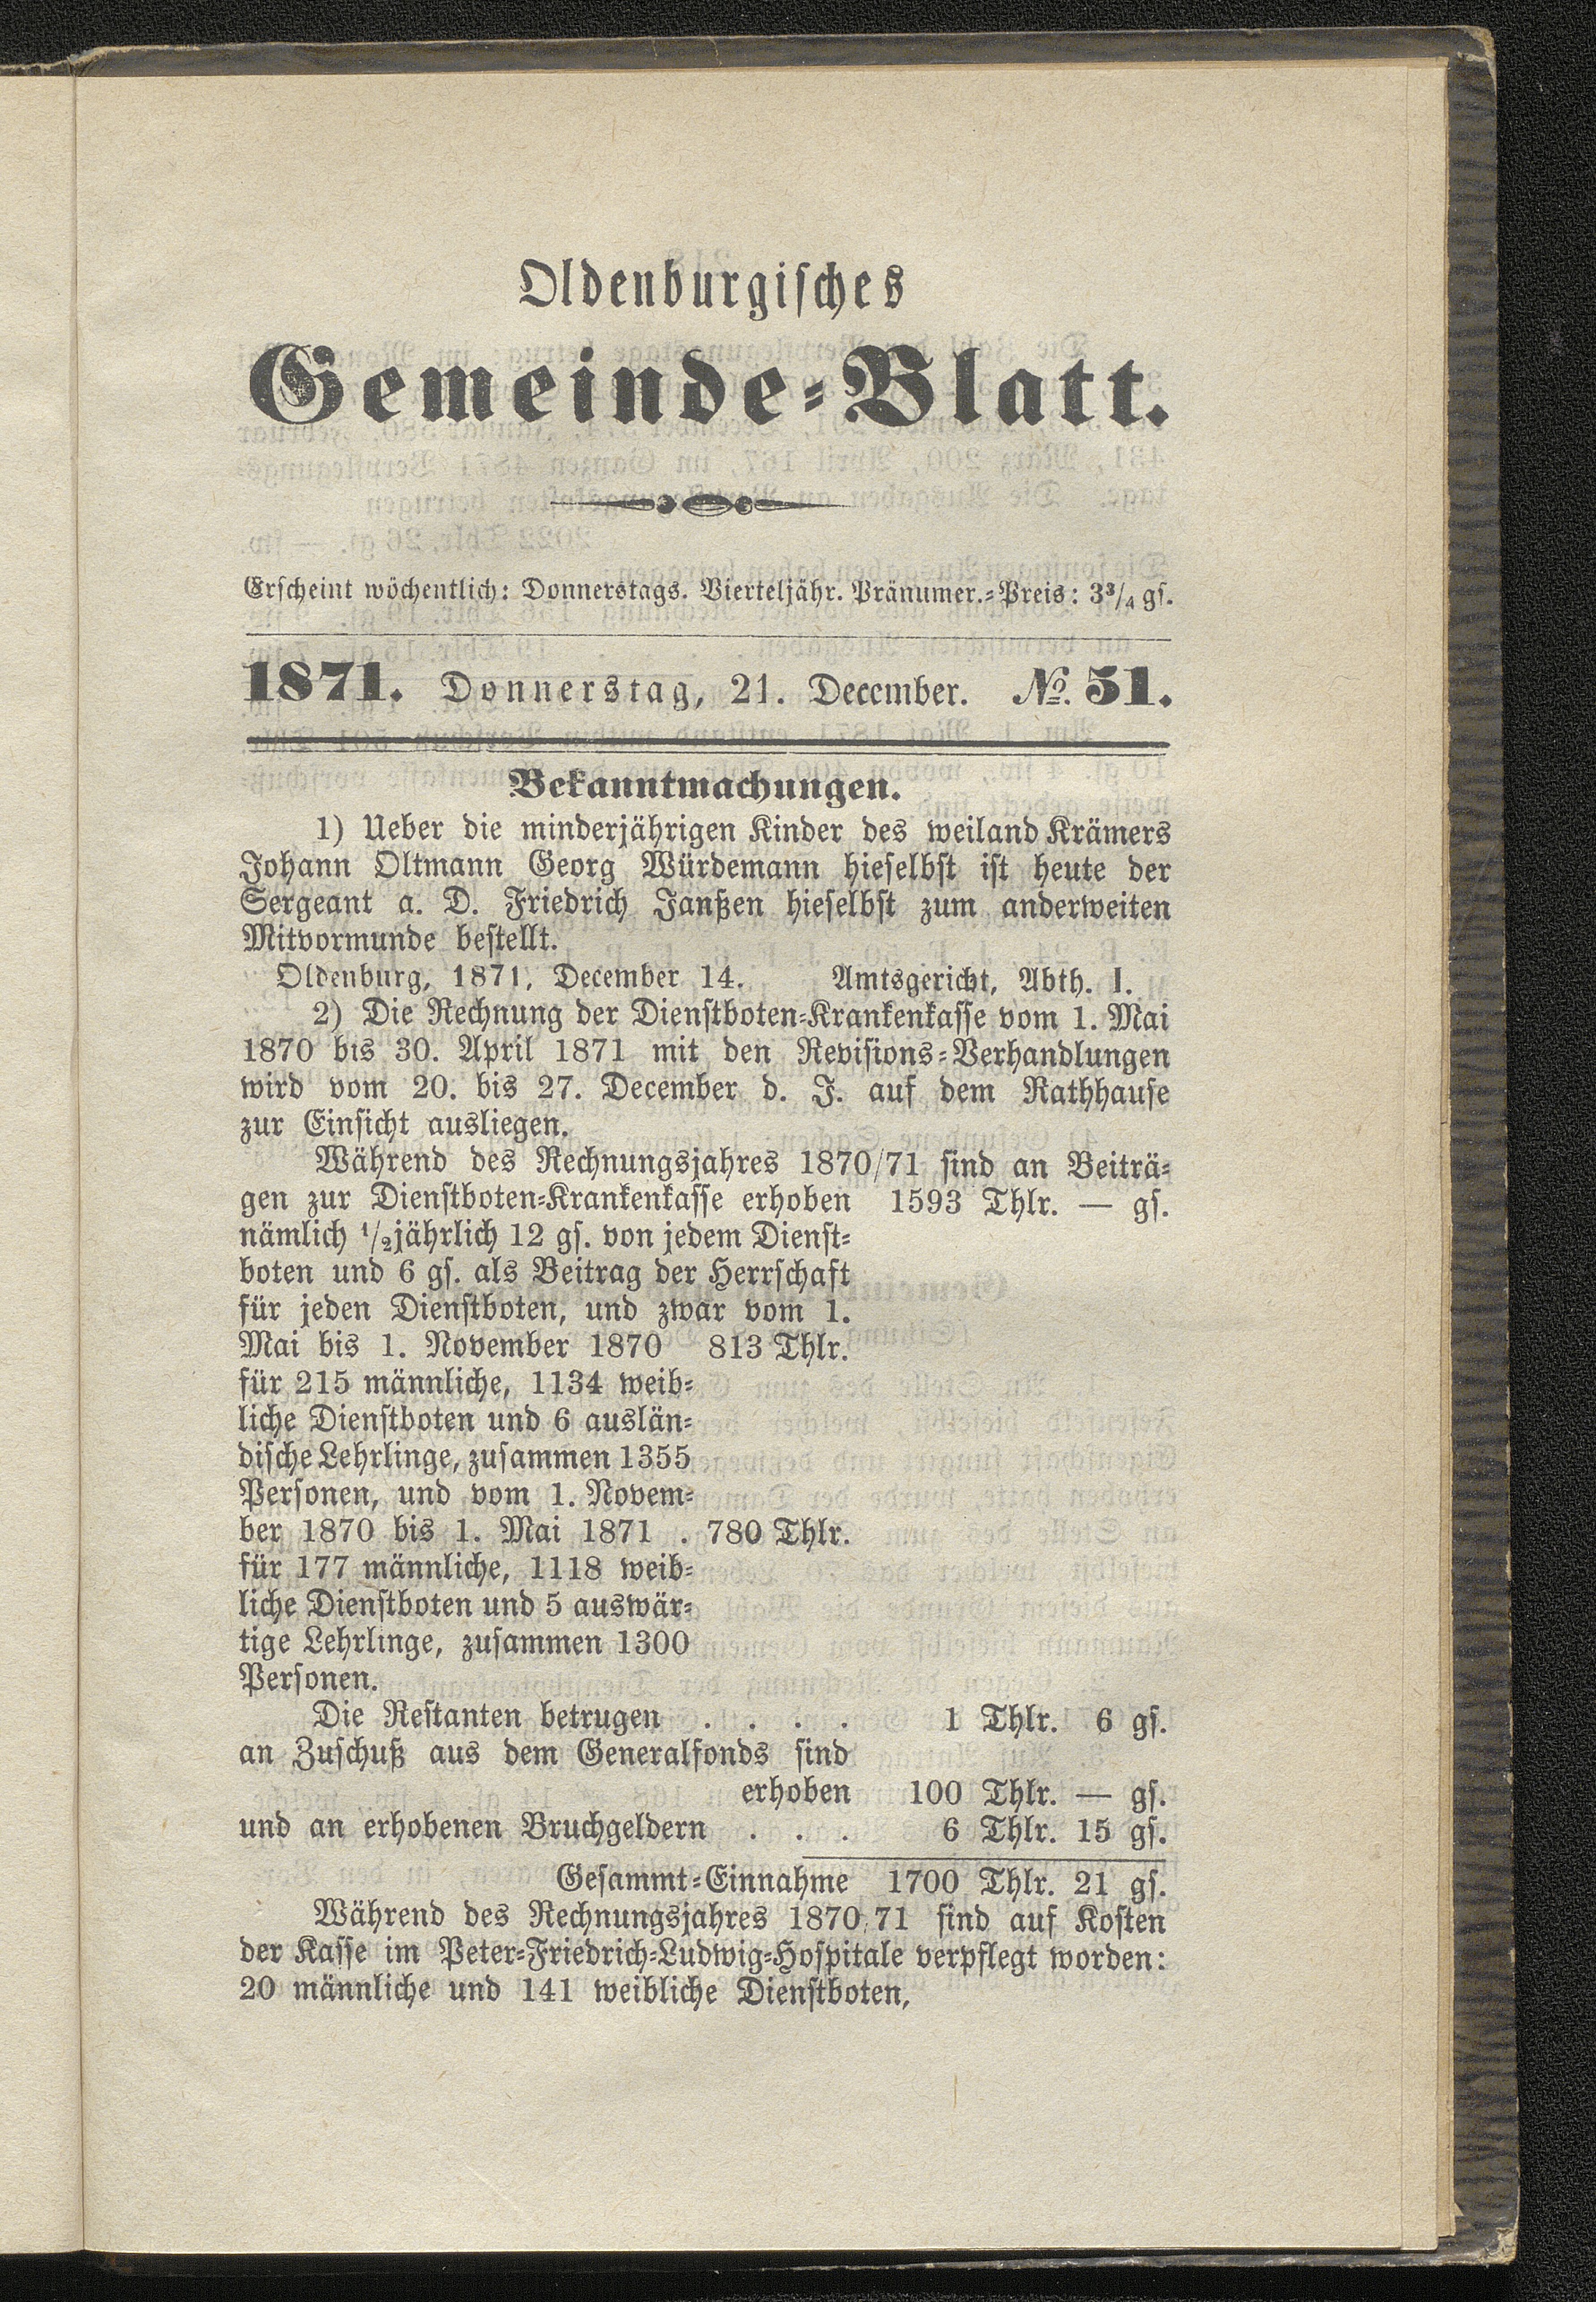 Oldenburgisches
Gemeinde-Blatt.
Erscheint wöchentlich: Donnerstags. Vierteljähr. Pränumer.-Preis: 3¾ gs.
1871. Donnerstag, 21. December. №. 51.
Bekanntmachungen.
1) Ueber die minderjährigen Kinder des weiland Krämers
Johann Oltmann Georg Würdemann hieselbst ist heute der
Sergeant a. D. Friedrich Janßen hieselbst zum anderweiten
Mitvormunde bestellt.
Oldenburg, 1871, December 14. Amtsgericht, Abth. I.
2) Die Rechnung der Dienstboten-Krankenkasse vom 1. Mai
1870 bis 30. April 1871 mit den Revisions-Verhandlungen
wird vom 20. bis 27. December d. J. auf dem Rathhause
zur Einsicht ausliegen.
Während des Rechnungsjahres 1870/71 sind an Beiträ-
gen zur Dienstboten-Krankenkasse erhoben 1593 Thlr. — gs.
nämlich ½jährlich 12 gs. von jedem Dienst-
boten und 6 gs. als Beitrag der Herrschaft
für jeden Dienstboten, und zwar vom 1.
Mai bis 1. November 1870 813 Thlr.
für 215 männliche, 1134 weib-
liche Dienstboten und 6 auslän-
dische Lehrlinge, zusammen 1355
Personen, und vom 1. Novem-
ber 1870 bis 1. Mai 1871 . 780 Thlr.
für 177 männliche, 1118 weib-
liche Dienstboten und 5 auswär-
tige Lehrlinge, zusammen 1300
Personen.
Die Restanten betrugen . . . . 1 Thlr. 6 gs.
an Zuschuß aus dem Generalfonds sind
erhoben 100 Thlr. — gs.
und an erhobenen Bruchgeldern . . . 6 Thlr. 15 gs.
Gesammt-Einnahme 1700 Thlr. 21 gs.
Während des Rechnungsjahres 1870/71 sind auf Kosten
der Kasse im Peter-Friedrich-Ludwig-Hospitale verpflegt worden:
20 männliche und 141 weibliche Dienstboten,